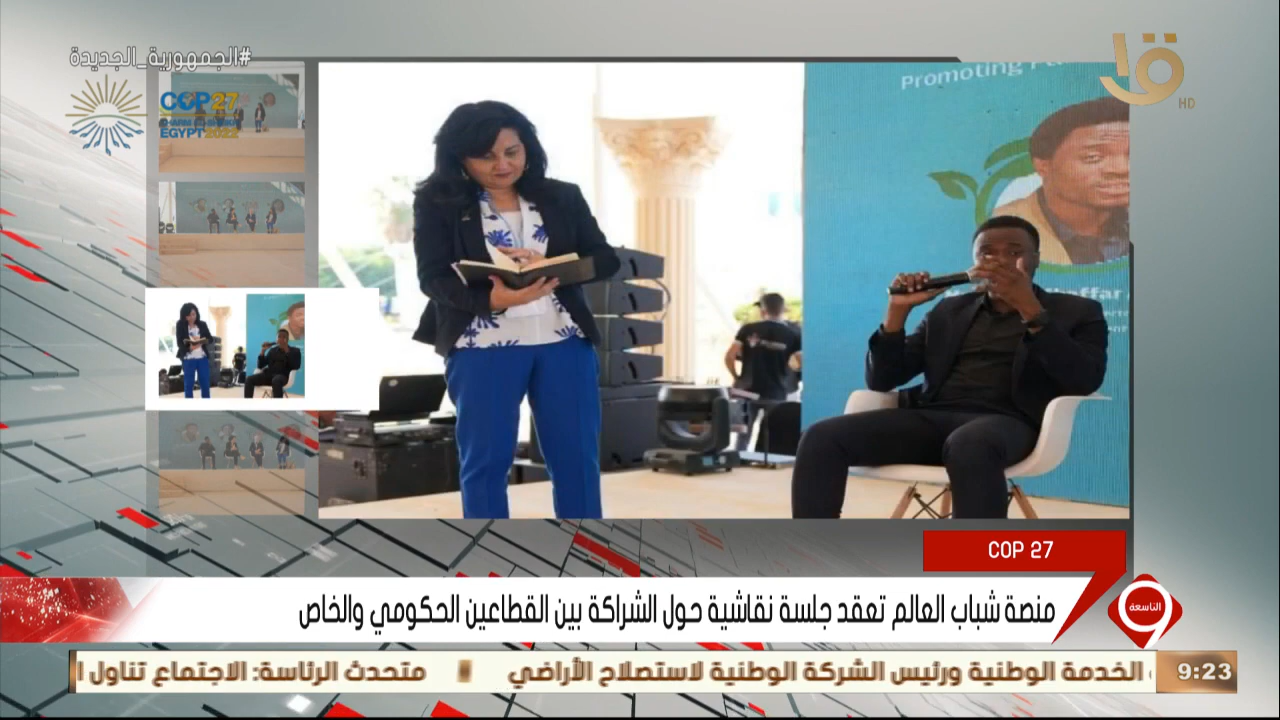 #الجمهورية_الجديدة
COP27
EGYPT 2022
HD
COP 27
منصة شباب العالم تعقد جلسة نقاشية حول الشراكة بين القطاعين الحكومي والخاص
التاسعة
9
الخدمة الوطنية ورئيس الشركة الوطنية لاستصلاح الأراضي
متحدث الرئاسة: الاجتماع تناول ا
9:23
Promoting